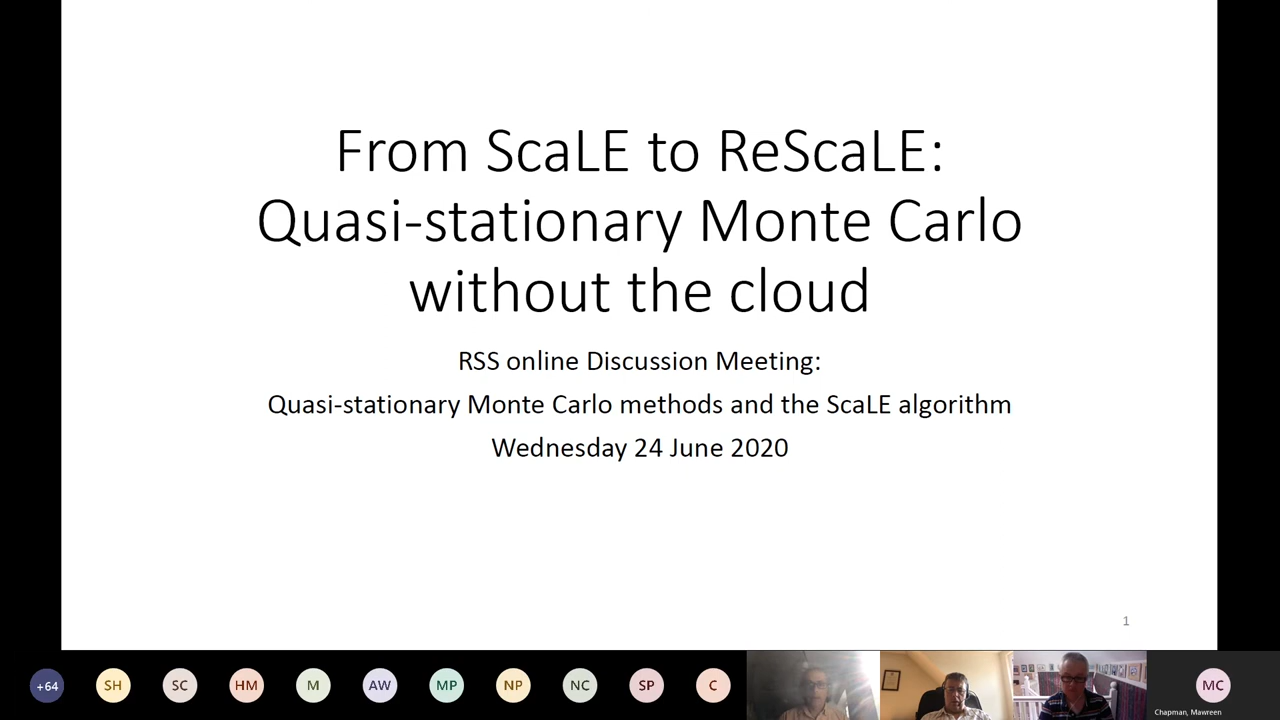 From ScaLE to ReScaLE:
Quasi-stationary Monte Carlo
without the cloud
RSS online Discussion Meeting:
Quasi-stationary Monte Carlo methods and the ScaLE algorithm
Wednesday 24 June 2020
1
+64 SH SC HM M AW MP NP NC SP C MC
Chapman, Mawreen